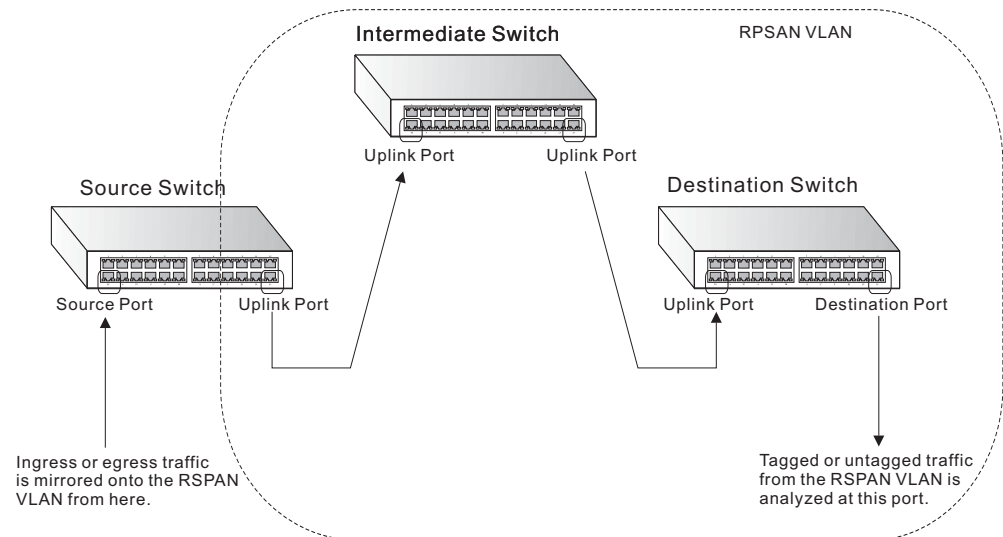 Intermediate Switch
RPSAN VLAN
Uplink Port
Uplink Port
Source Switch
Destination Switch
Source Port
Uplink Port
Uplink Port
Destination Port
Ingress or egress traffic
is mirrored onto the RSPAN
VLAN from here.
Tagged or untagged traffic
from the RSPAN VLAN is
analyzed at this port.